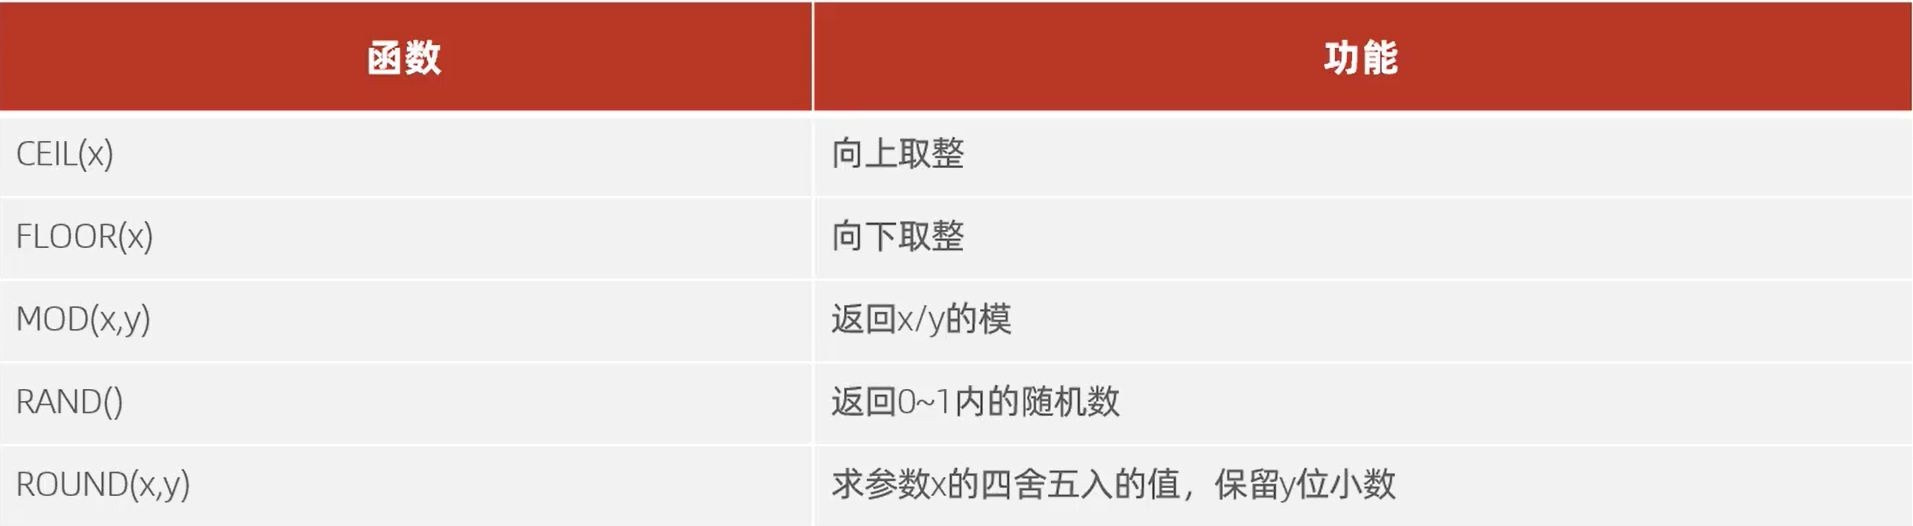 函数 功能
CEIL(x) 向上取整
FLOOR(x) 向下取整
MOD(x,y) 返回x/y的模
RAND() 返回0~1内的随机数
ROUND(x,y) 求参数x的四舍五入的值，保留y位小数